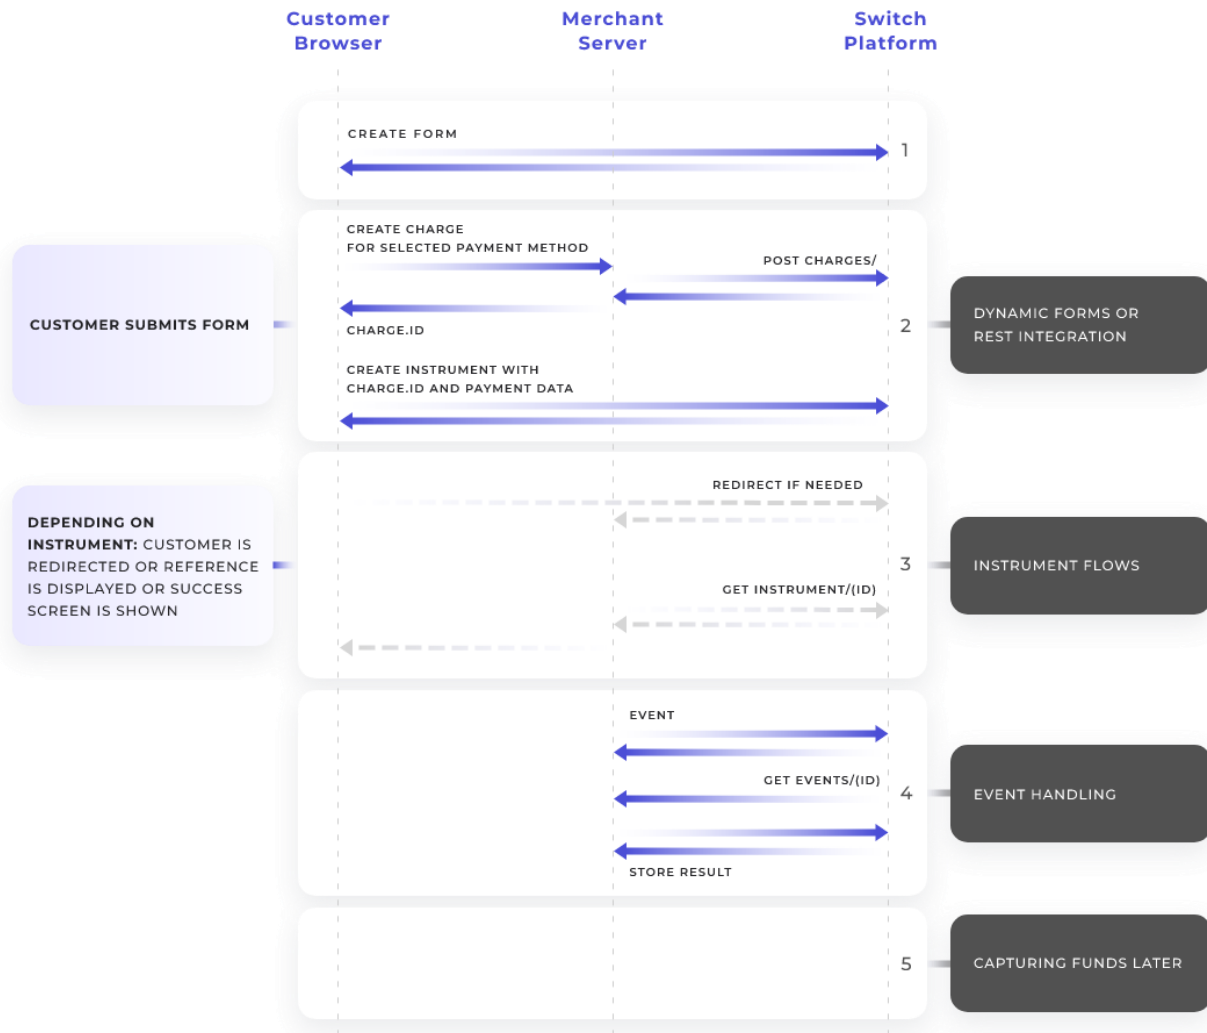 Customer
Browser
Merchant
Server
Switch
Platform
CREATE FORM
1
CREATE CHARGE
FOR SELECTED PAYMENT METHOD
POST CHARGES/
CHARGE.ID
CREATE INSTRUMENT WITH
CHARGE.ID AND PAYMENT DATA
2
CUSTOMER SUBMITS FORM
DYNAMIC FORMS OR
REST INTEGRATION
REDIRECT IF NEEDED
GET INSTRUMENT/(ID)
3
DEPENDING ON
INSTRUMENT: CUSTOMER IS
REDIRECTED OR REFERENCE
IS DISPLAYED OR SUCCESS
SCREEN IS SHOWN
INSTRUMENT FLOWS
EVENT
GET EVENTS/(ID)
STORE RESULT
4
EVENT HANDLING
5
CAPTURING FUNDS LATER